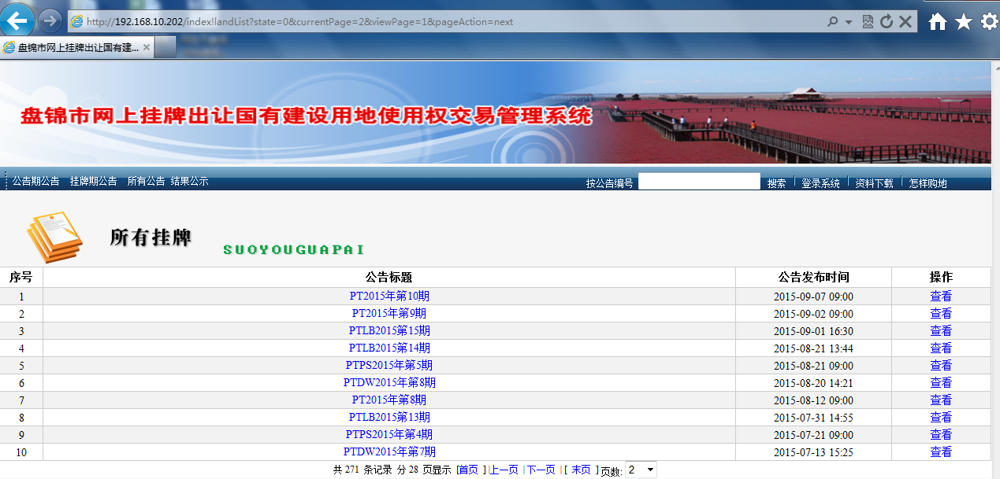 http://192.168.10.202/index!landList?state=0&currentPage=2&viewPage=1&pageAction=next
盘锦市网上挂牌出让国有建...
盘锦市网上挂牌出让国有建设用地使用权交易管理系统
公告期公告 挂牌期公告 所有公告 结果公示 按公告编号 搜索 登录系统 资料下载 怎样购地
所有挂牌 SUOYOUGUAPAI
序号 公告标题 公告发布时间 操作
1 PT2015年第10期 2015-09-07 09:00 查看
2 PT2015年第9期 2015-09-02 09:00 查看
3 PTLB2015第15期 2015-09-01 16:30 查看
4 PTLB2015第14期 2015-08-21 13:44 查看
5 PTPS2015年第5期 2015-08-21 09:00 查看
6 PTDW2015年第8期 2015-08-20 14:21 查看
7 PT2015年第8期 2015-08-12 09:00 查看
8 PTLB2015第13期 2015-07-31 14:55 查看
9 PTPS2015年第4期 2015-07-21 09:00 查看
10 PTDW2015年第7期 2015-07-13 15:25 查看
共 271 条记录 分 28 页显示 [首页 ]|上一页 |下一页 |[ 末页 ]页数: 2